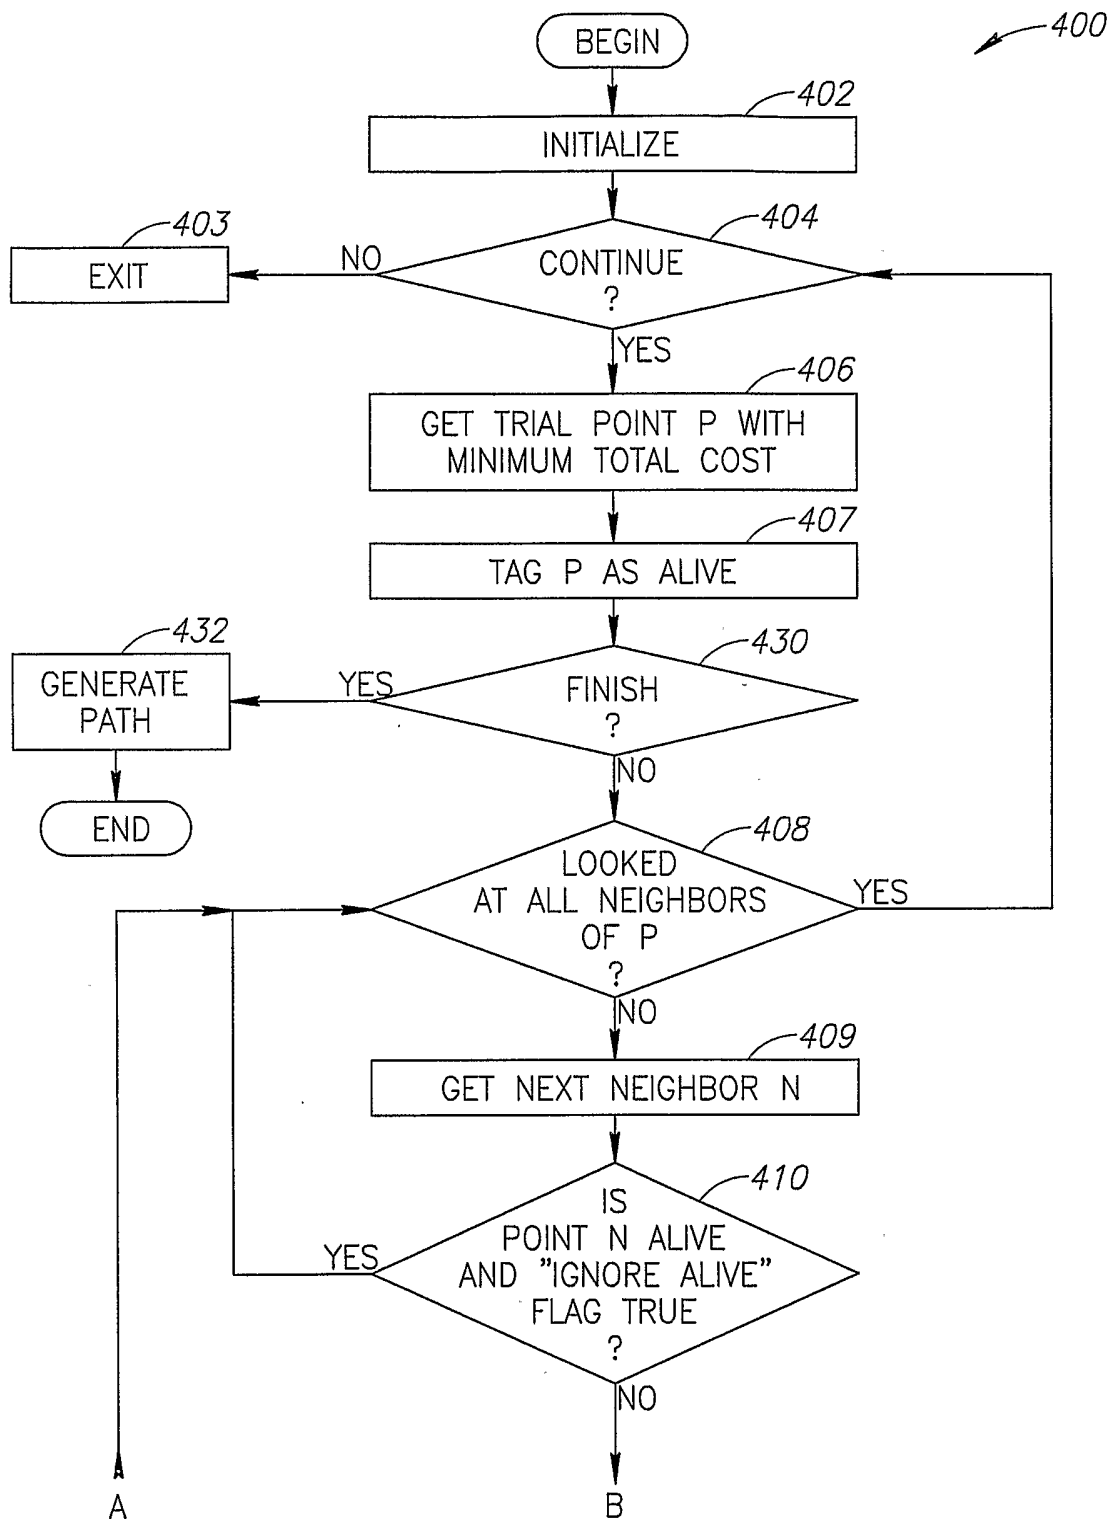 400
BEGIN
402
INITIALIZE
403
404
EXIT
NO
CONTINUE
?
YES
406
GET TRIAL POINT P WITH
MINIMUM TOTAL COST
407
TAG P AS ALIVE
432
430
GENERATE
PATH
YES
FINISH
?
NO
END
408
LOOKED
AT ALL NEIGHBORS
OF P
?
YES
NO
409
GET NEXT NEIGHBOR N
410
IS
POINT N ALIVE
AND "IGNORE ALIVE"
FLAG TRUE
?
YES
NO
A
B